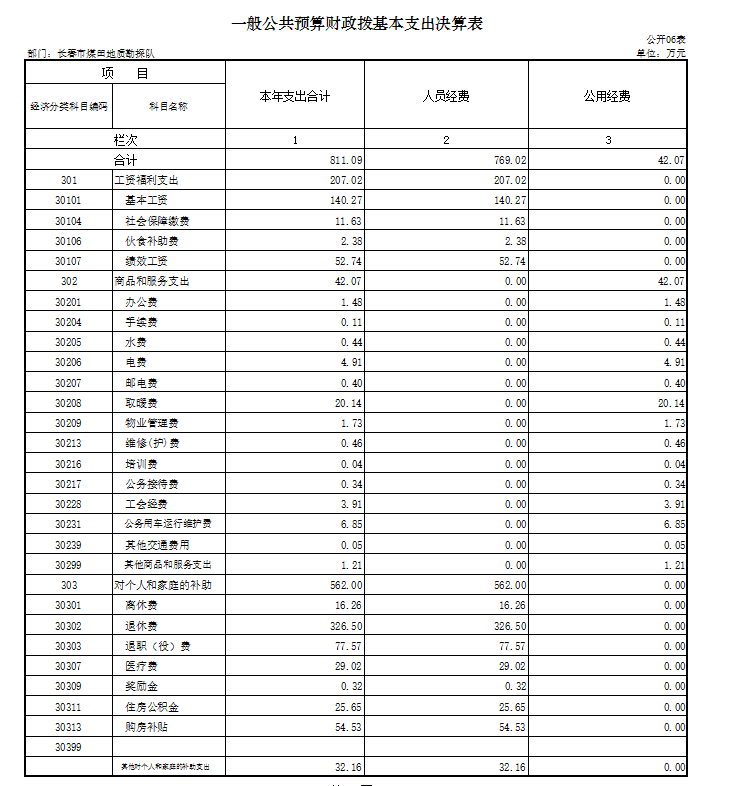 一般公共预算财政拨基本支出决算表
公开06表
部门：长春市煤田地质勘探队 单位：万元
项 目 本年支出合计 人员经费 公用经费
经济分类科目编码 科目名称
栏次 1 2 3
合计 811.09 769.02 42.07
301 工资福利支出 207.02 207.02 0.00
30101 基本工资 140.27 140.27 0.00
30104 社会保障缴费 11.63 11.63 0.00
30106 伙食补助费 2.38 2.38 0.00
30107 绩效工资 52.74 52.74 0.00
302 商品和服务支出 42.07 0.00 42.07
30201 办公费 1.48 0.00 1.48
30204 手续费 0.11 0.00 0.11
30205 水费 0.44 0.00 0.44
30206 电费 4.91 0.00 4.91
30207 邮电费 0.40 0.00 0.40
30208 取暖费 20.14 0.00 20.14
30209 物业管理费 1.73 0.00 1.73
30213 维修(护)费 0.46 0.00 0.46
30216 培训费 0.04 0.00 0.04
30217 公务接待费 0.34 0.00 0.34
30228 工会经费 3.91 0.00 3.91
30231 公务用车运行维护费 6.85 0.00 6.85
30239 其他交通费用 0.05 0.00 0.05
30299 其他商品和服务支出 1.21 0.00 1.21
303 对个人和家庭的补助 562.00 562.00 0.00
30301 离休费 16.26 16.26 0.00
30302 退休费 326.50 326.50 0.00
30303 退职（役）费 77.57 77.57 0.00
30307 医疗费 29.02 29.02 0.00
30309 奖励金 0.32 0.32 0.00
30311 住房公积金 25.65 25.65 0.00
30313 购房补贴 54.53 54.53 0.00
30399
其他对个人和家庭的补助支出 32.16 32.16 0.00